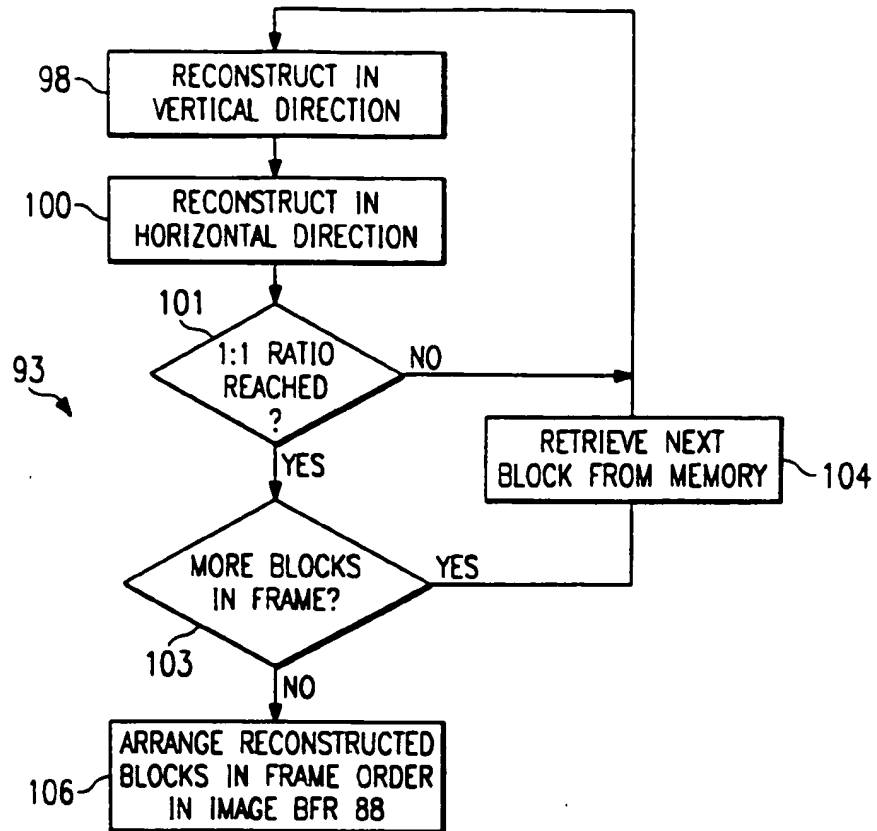 98
RECONSTRUCT IN
VERTICAL DIRECTION
100
RECONSTRUCT IN
HORIZONTAL DIRECTION
101
1:1 RATIO
REACHED
?
NO
93
YES
RETRIEVE NEXT
BLOCK FROM MEMORY
104
MORE BLOCKS
IN FRAME?
YES
103
NO
ARRANGE RECONSTRUCTED
BLOCKS IN FRAME ORDER
IN IMAGE BFR 88
106